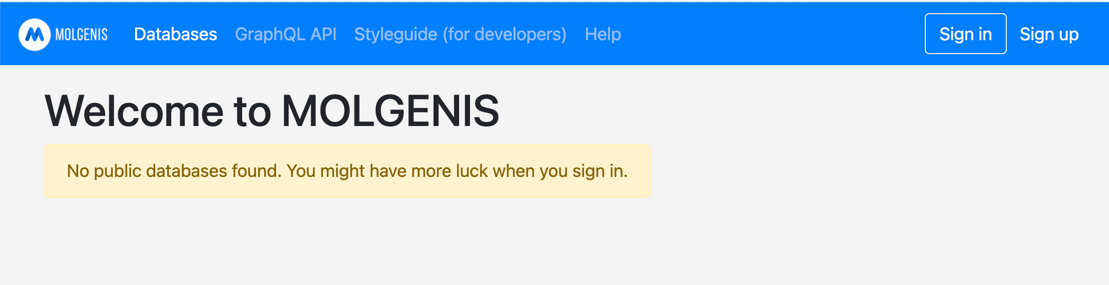 MOLGENIS Databases GraphQL API Styleguide (for developers) Help Sign in Sign up
Welcome to MOLGENIS
No public databases found. You might have more luck when you sign in.